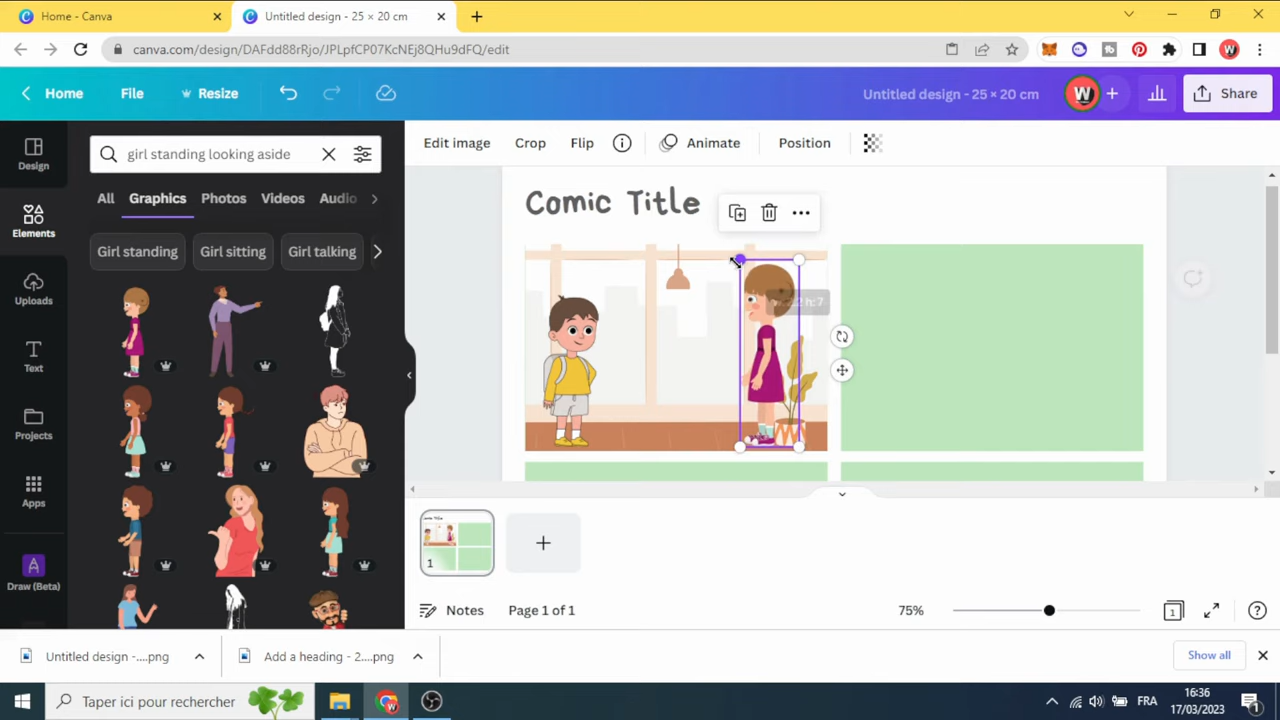 Home - Canva
Untitled design - 25 × 20 cm
canva.com/design/DAFdd88rRjo/JPLpfCP07KcNEj8QHu9dFQ/edit
Home
File
Resize
Untitled design - 25 × 20 cm
W
Share
Design
Elements
Uploads
Text
Projects
Apps
Draw (Beta)
girl standing looking aside
All
Graphics
Photos
Videos
Audio
Girl standing
Girl sitting
Girl talking
Edit image
Crop
Flip
Animate
Position
Comic Title
1
Notes
Page 1 of 1
75%
1
Untitled design -....png
Add a heading - 2....png
Show all
Taper ici pour rechercher
FRA
16:36
17/03/2023